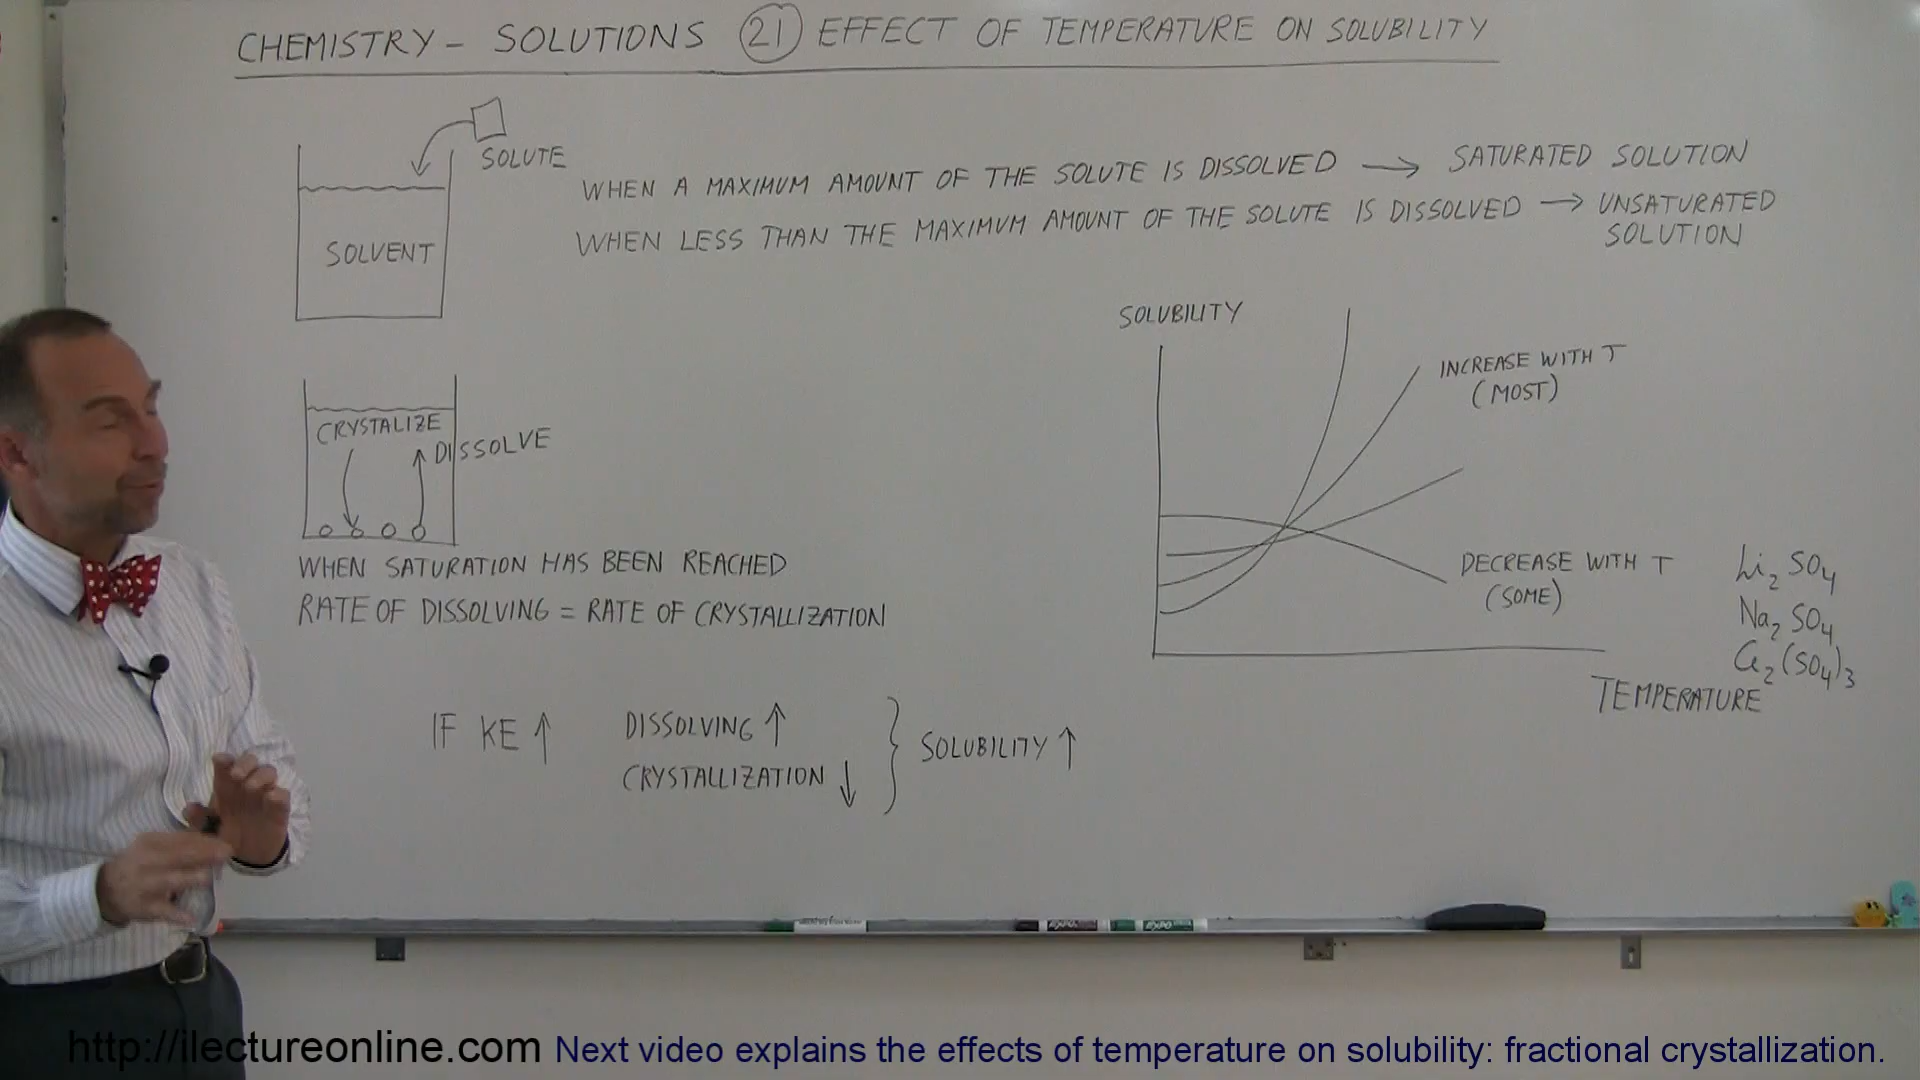 CHEMISTRY - SOLUTIONS 21 EFFECT OF TEMPERATURE ON SOLUBILITY
SOLUTE
SOLVENT
WHEN A MAXIMUM AMOUNT OF THE SOLUTE IS DISSOLVED → SATURATED SOLUTION
WHEN LESS THAN THE MAXIMUM AMOUNT OF THE SOLUTE IS DISSOLVED → UNSATURATED
SOLUTION
CRYSTALIZE
DISSOLVE
WHEN SATURATION HAS BEEN REACHED
RATE OF DISSOLVING = RATE OF CRYSTALLIZATION
SOLUBILITY
INCREASE WITH T
(MOST)
DECREASE WITH T
(SOME)
Li₂ SO₄
Na₂ SO₄
Ce₂ (SO₄)₃
TEMPERATURE
IF KE ↑
DISSOLVING ↑
CRYSTALLIZATION ↓
} SOLUBILITY ↑
EXPO
EXPO
http://ilectureonline.com Next video explains the effects of temperature on solubility: fractional crystallization.